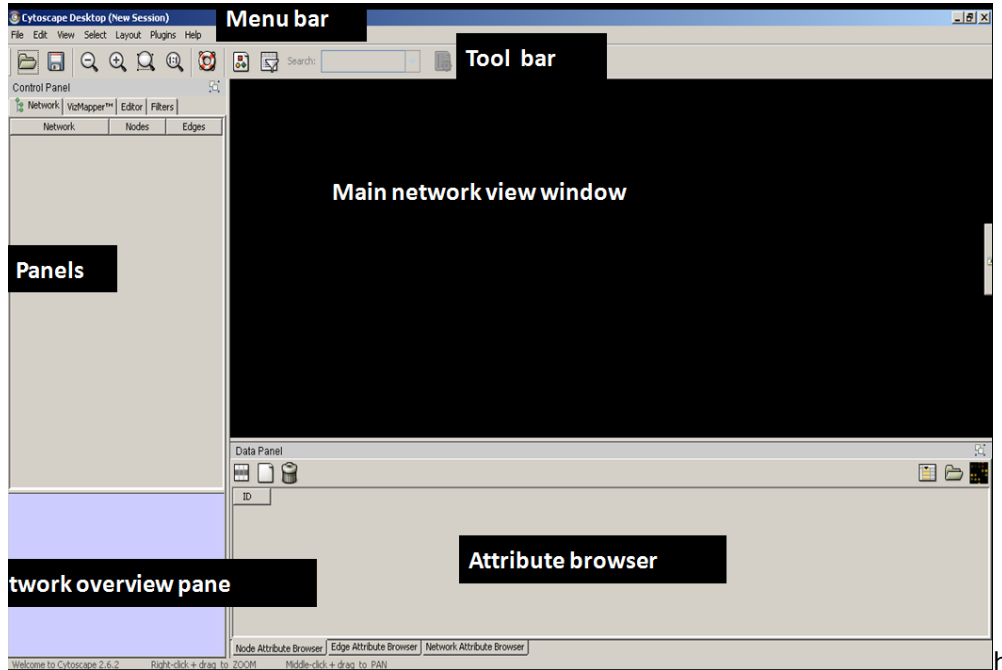 Cytoscape Desktop (New Session)
Menu bar
File Edit View Select Layout Plugins Help
Tool bar
Search:
Control Panel
Network VizMapper™ Editor Filters
Network Nodes Edges
Main network view window
Panels
Data Panel
ID
Attribute browser
twork overview pane
Node Attribute Browser Edge Attribute Browser Network Attribute Browser
Welcome to Cytoscape 2.6.2 Right-click + drag to ZOOM Middle-click + drag to PAN